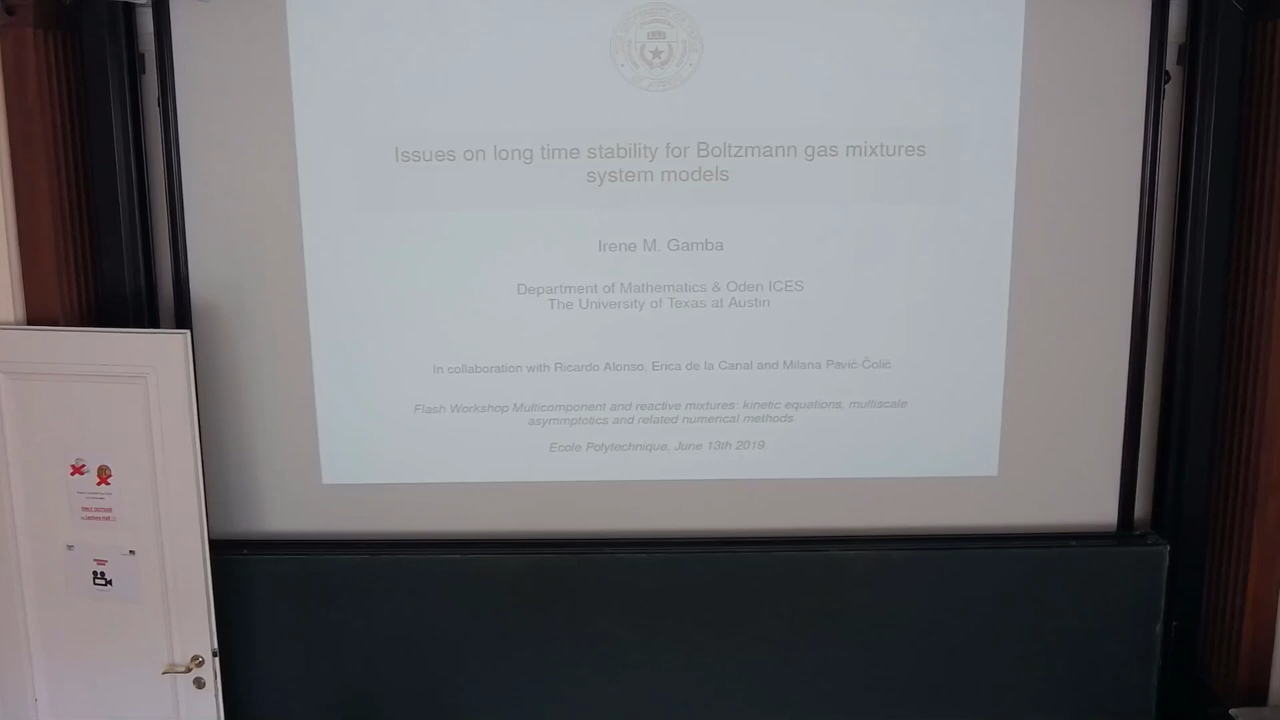 Issues on long time stability for Boltzmann gas mixtures
system models
Irene M. Gamba
Department of Mathematics & Oden ICES
The University of Texas at Austin
In collaboration with Ricardo Alonso, Erica de la Canal and Milana Pavić-Čolić
Flash Workshop Multicomponent and reactive mixtures: kinetic equations, multiscale
asymmptotics and related numerical methods
Ecole Polytechnique, June 13th 2019.
ONLY OUTSIDE